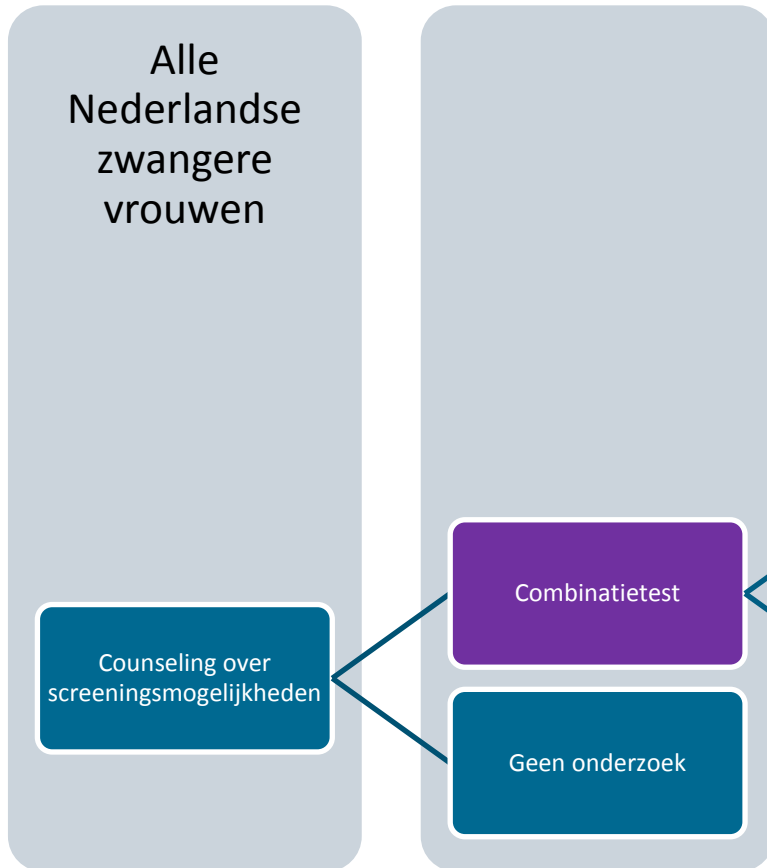 Alle
Nederlandse
zwangere
vrouwen
Counseling over
screeningsmogelijkheden
Combinatietest
Geen onderzoek